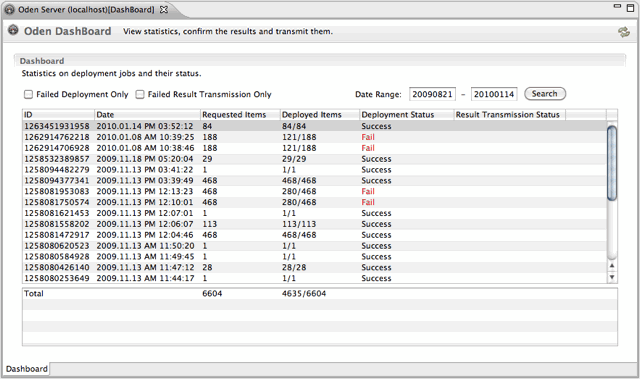 Oden Server (localhost)[DashBoard]
Oden DashBoard View statistics, confirm the results and transmit them.
Dashboard
Statistics on deployment jobs and their status.
Failed Deployment Only Failed Result Transmission Only Date Range: 20090821 - 20100114 Search
ID Date Requested Items Deployed Items Deployment Status Result Transmission Status
1263451931958 2010.01.14 PM 03:52:12 84 84/84 Success
1262914762218 2010.01.08 AM 10:39:25 188 121/188 Fail
1262914706928 2010.01.08 AM 10:38:46 188 121/188 Fail
1258532389857 2009.11.18 PM 05:20:04 29 29/29 Success
1258094482279 2009.11.13 PM 03:41:22 1 1/1 Success
1258094377341 2009.11.13 PM 03:39:49 468 468/468 Success
1258081953083 2009.11.13 PM 12:13:23 468 280/468 Fail
1258081750574 2009.11.13 PM 12:10:01 468 280/468 Fail
1258081621453 2009.11.13 PM 12:07:01 1 1/1 Success
1258081558202 2009.11.13 PM 12:06:07 113 113/113 Success
1258081472917 2009.11.13 PM 12:04:46 468 468/468 Success
1258080620523 2009.11.13 AM 11:50:20 1 1/1 Success
1258080584928 2009.11.13 AM 11:49:45 1 1/1 Success
1258080426140 2009.11.13 AM 11:47:12 28 28/28 Success
1258080253649 2009.11.13 AM 11:44:17 1 1/1 Success
Total 6604 4635/6604
Dashboard